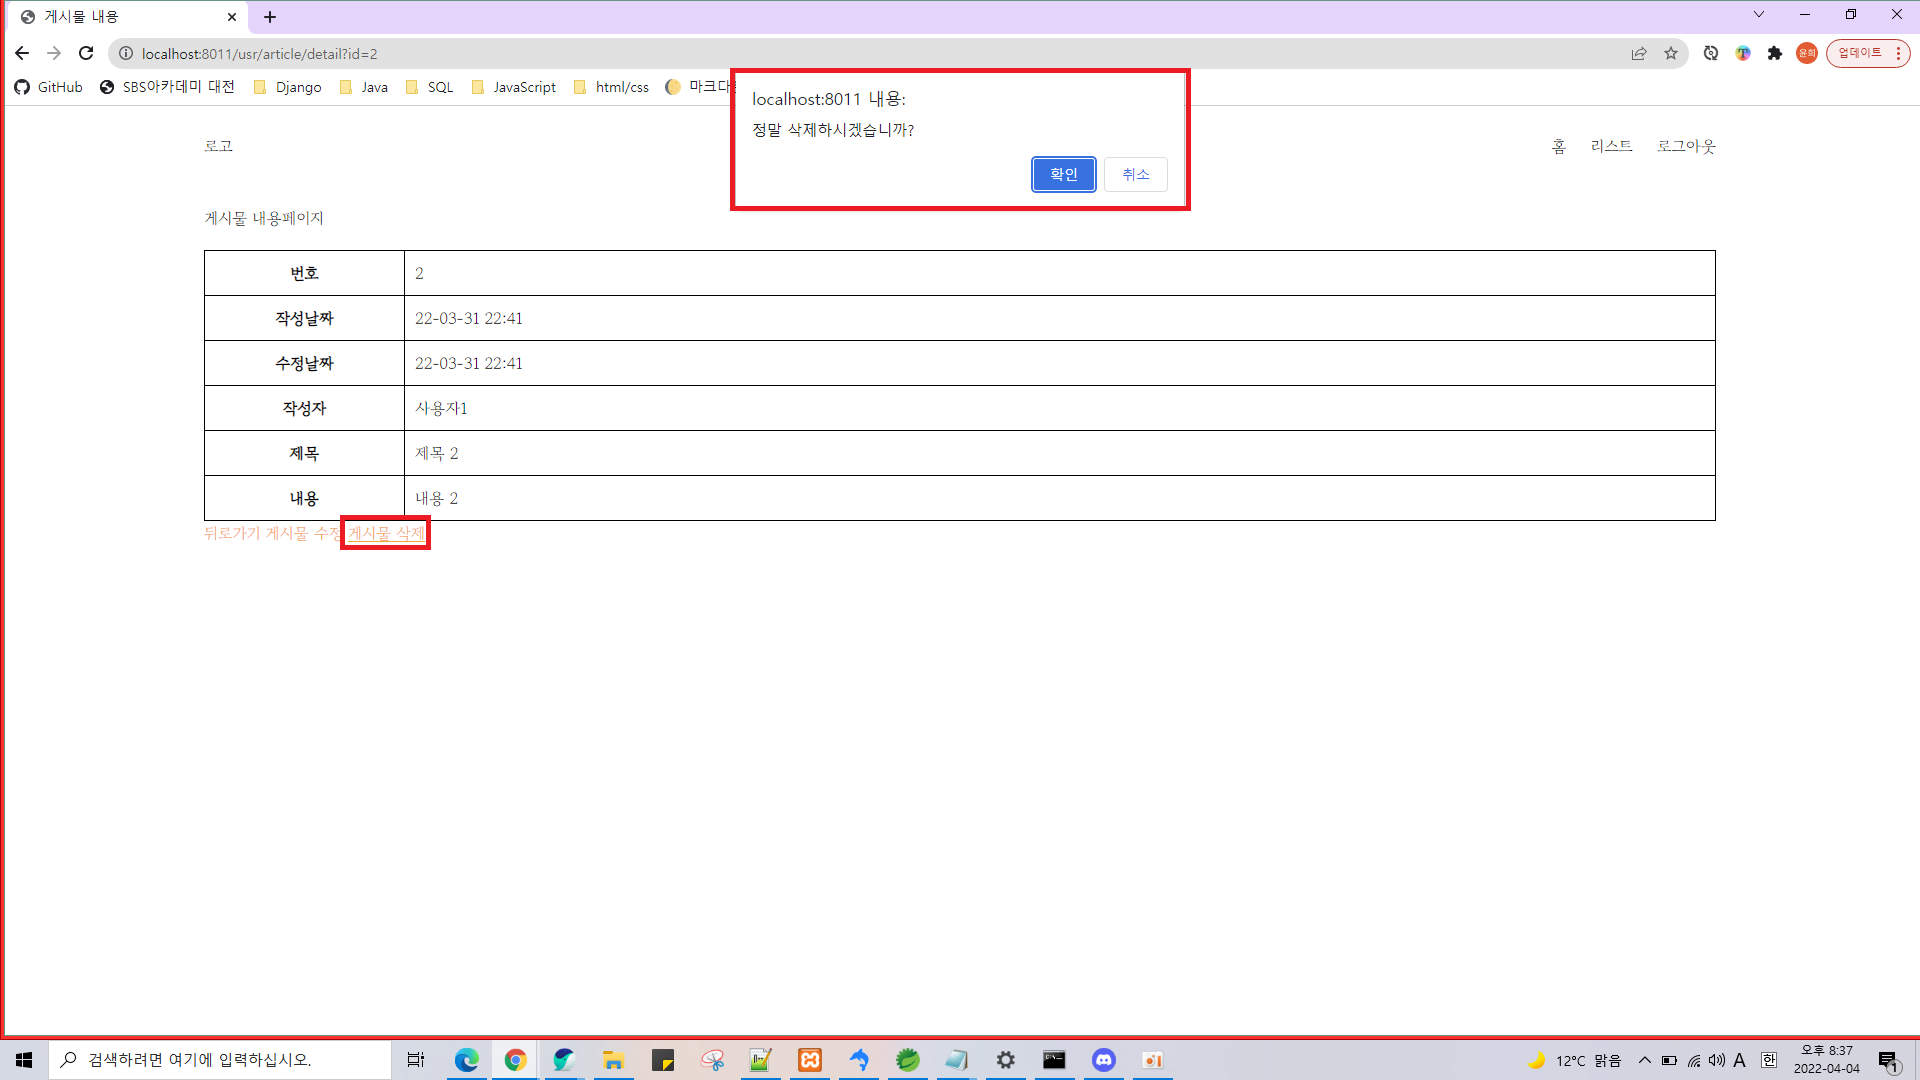 게시물 내용
localhost:8011/usr/article/detail?id=2
윤희
업데이트
GitHub SBS아카데미 대전 Django Java SQL JavaScript html/css
localhost:8011 내용:
정말 삭제하시겠습니까?
확인 취소
로고 홈 리스트 로그아웃
게시물 내용페이지
번호 2
작성날짜 22-03-31 22:41
수정날짜 22-03-31 22:41
작성자 사용자1
제목 제목 2
내용 내용 2
뒤로가기 게시물 수정 게시물 삭제
검색하려면 여기에 입력하십시오.
12°C 맑음
A
한
오후 8:37
2022-04-04
1